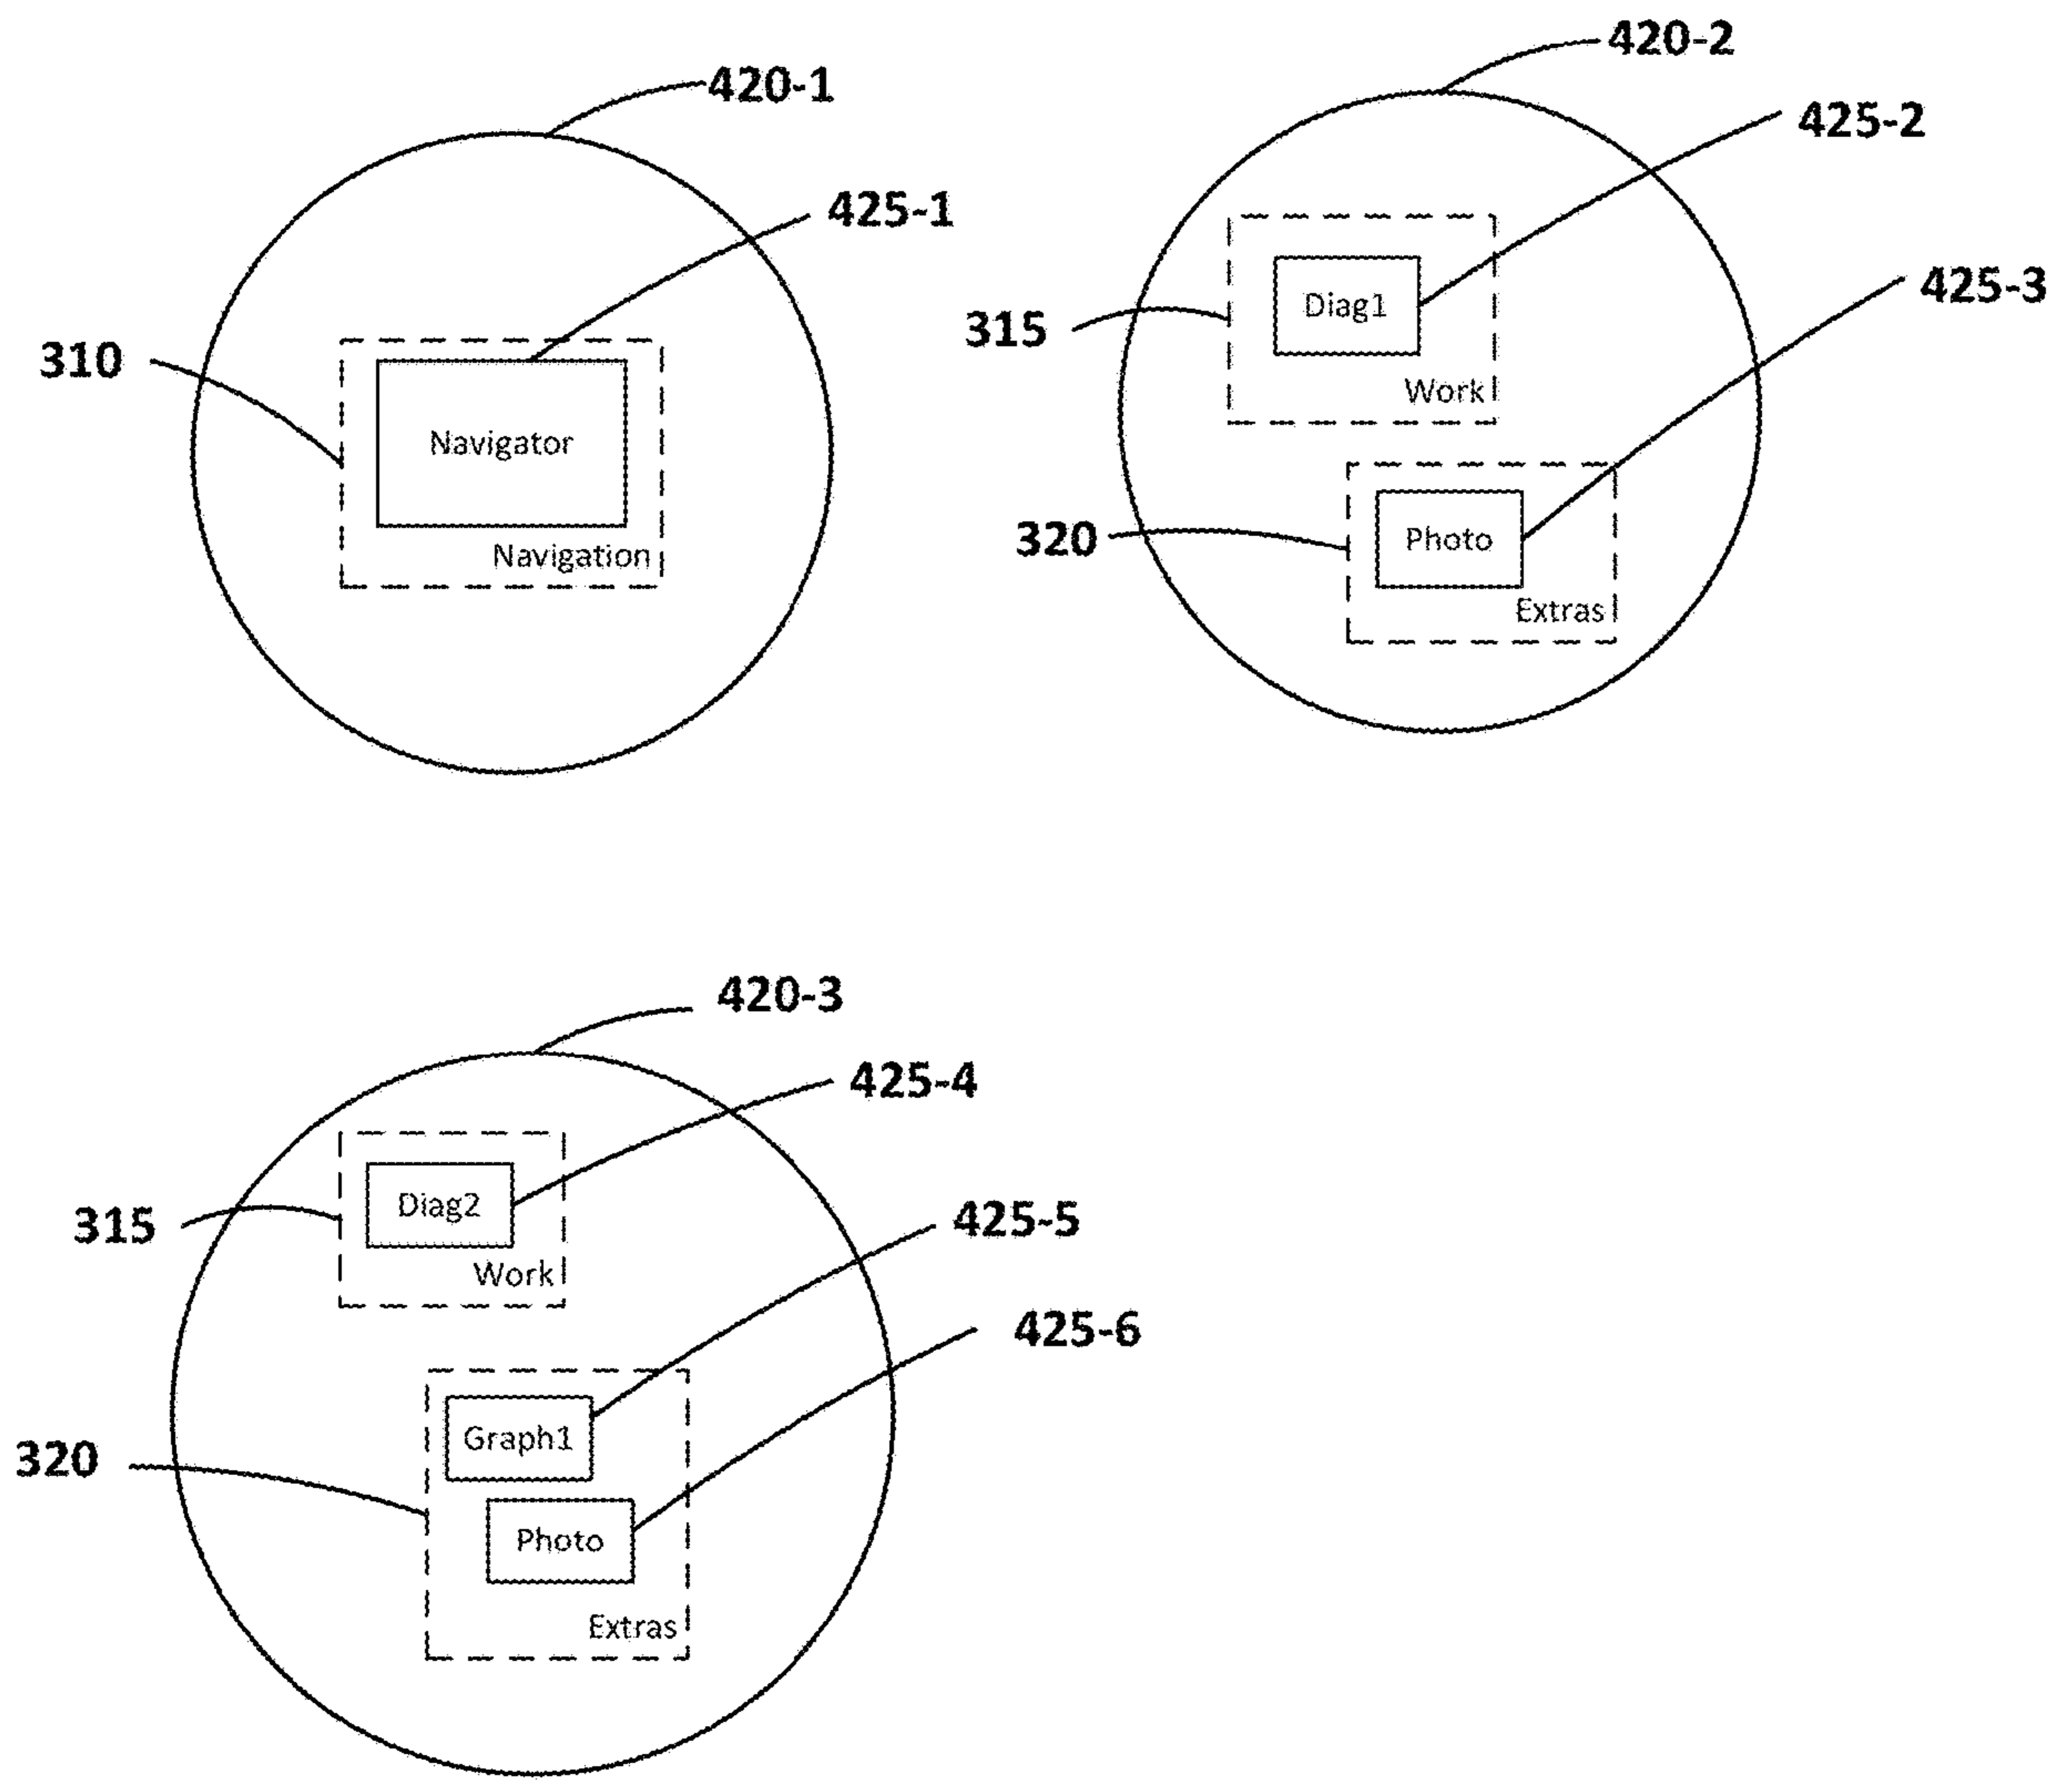 420-1
425-1
310
Navigator
Navigation
420-2
425-2
425-3
315
Diag1
Work
320
Photo
Extras
420-3
425-4
315
Diag2
Work
425-5
425-6
320
Graph1
Photo
Extras